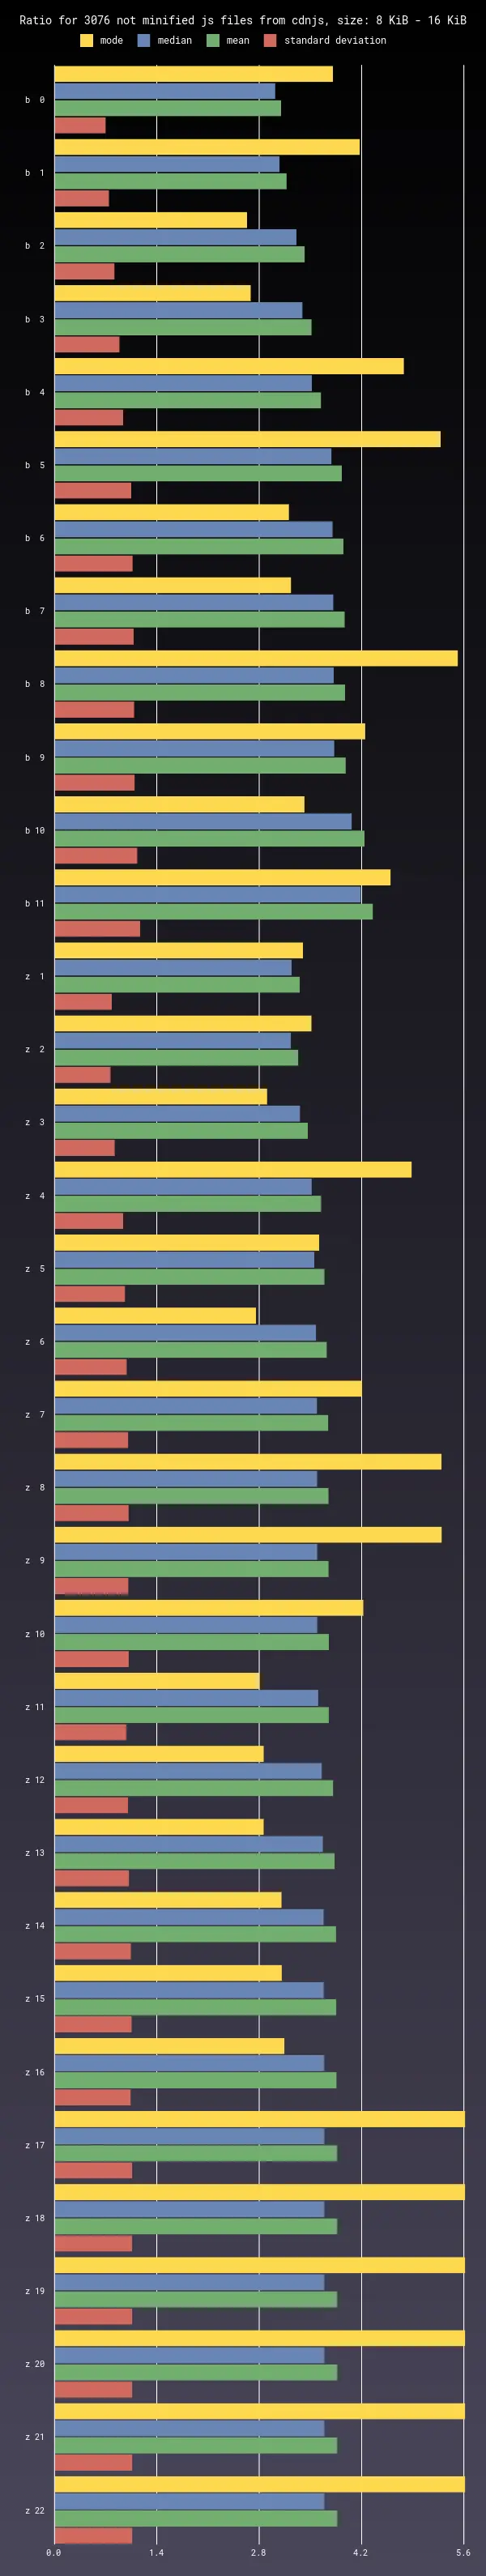 Ratio for 3076 not minified js files from cdnjs, size: 8 KiB - 16 KiB
mode median mean standard deviation
b 0
b 1
b 2
b 3
b 4
b 5
b 6
b 7
b 8
b 9
b 10
b 11
z 1
z 2
z 3
z 4
z 5
z 6
z 7
z 8
z 9
z 10
z 11
z 12
z 13
z 14
z 15
z 16
z 17
z 18
z 19
z 20
z 21
z 22
0.0 1.4 2.8 4.2 5.6